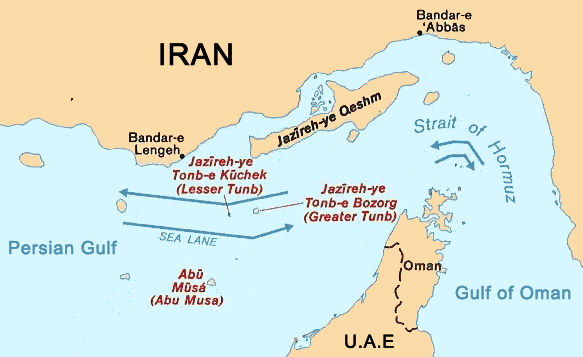 Bandar-e
'Abbās
IRAN
Jazīreh-ye Qeshm
Strait of Hormuz
Bandar-e
Lengeh
Jazīreh-ye
Tonb-e Kūchek
(Lesser Tunb)
Jazīreh-ye
Tonb-e Bozorg
(Greater Tunb)
SEA LANE
Persian Gulf
Abū
Mūsá
(Abu Musa)
Oman
Gulf of Oman
U.A.E